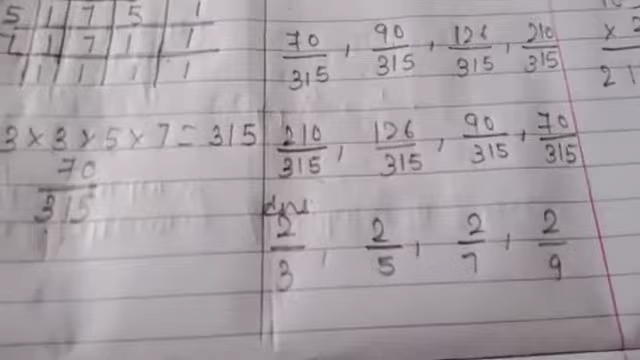 5 | 1 | 7 | 5 | 1
7 | 1 | 7 | 1 | 1
1 | 1 | 1 | 1
3 × 3 × 5 × 7 = 315
70/315
70/315, 90/315, 126/315, 210/315
210/315, 126/315, 90/315, 70/315
2/3, 2/5, 2/7, 2/9